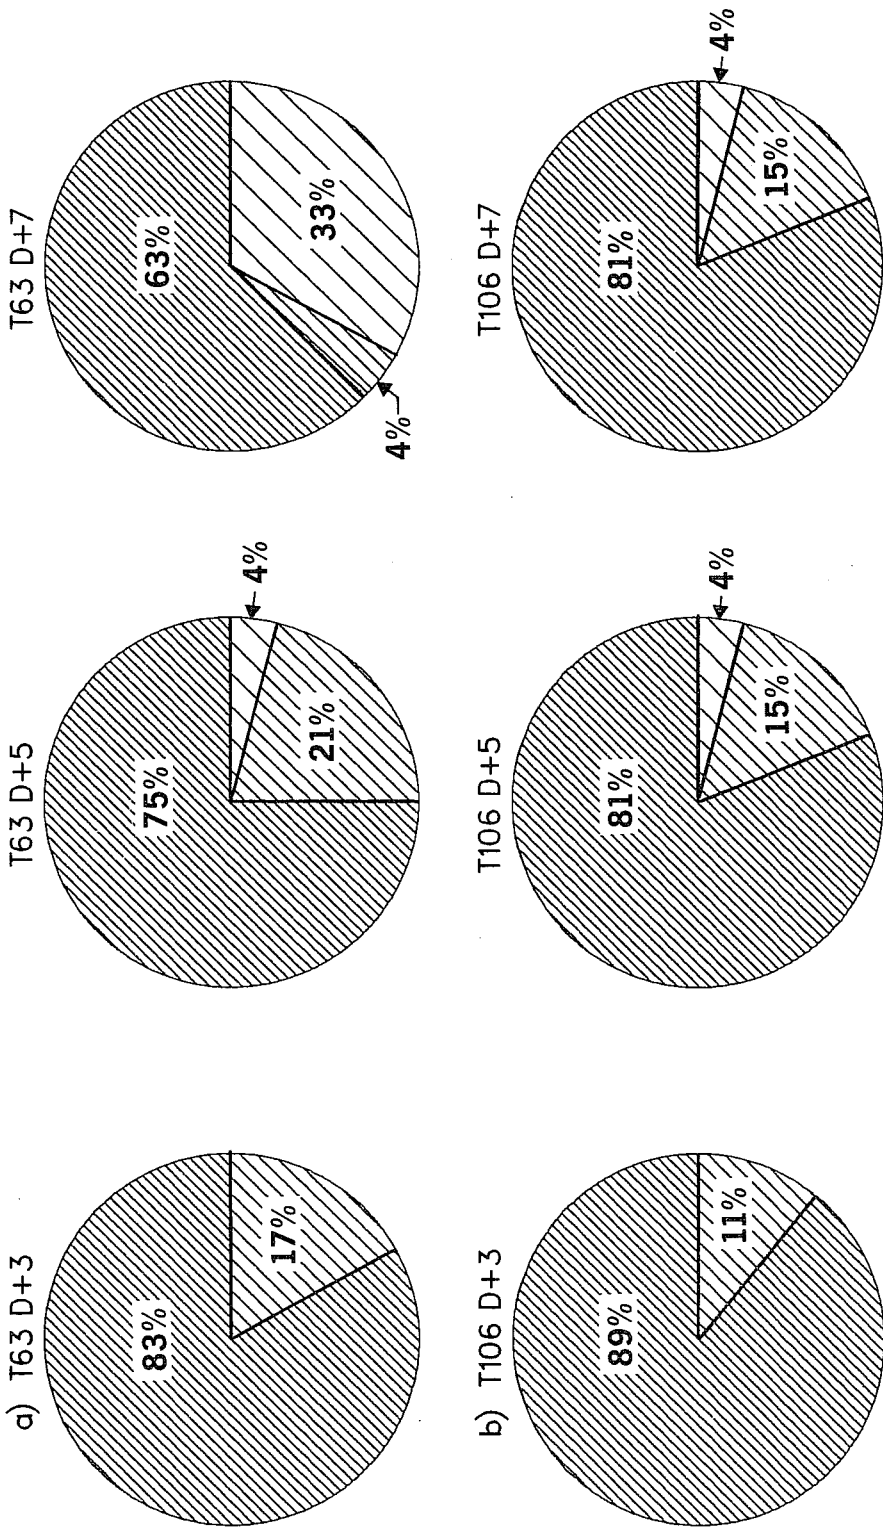 a) T63 D+3
83%
17%
T63 D+5
75%
4%
21%
T63 D+7
63%
33%
4%
b) T106 D+3
89%
11%
T106 D+5
81%
4%
15%
T106 D+7
81%
4%
15%